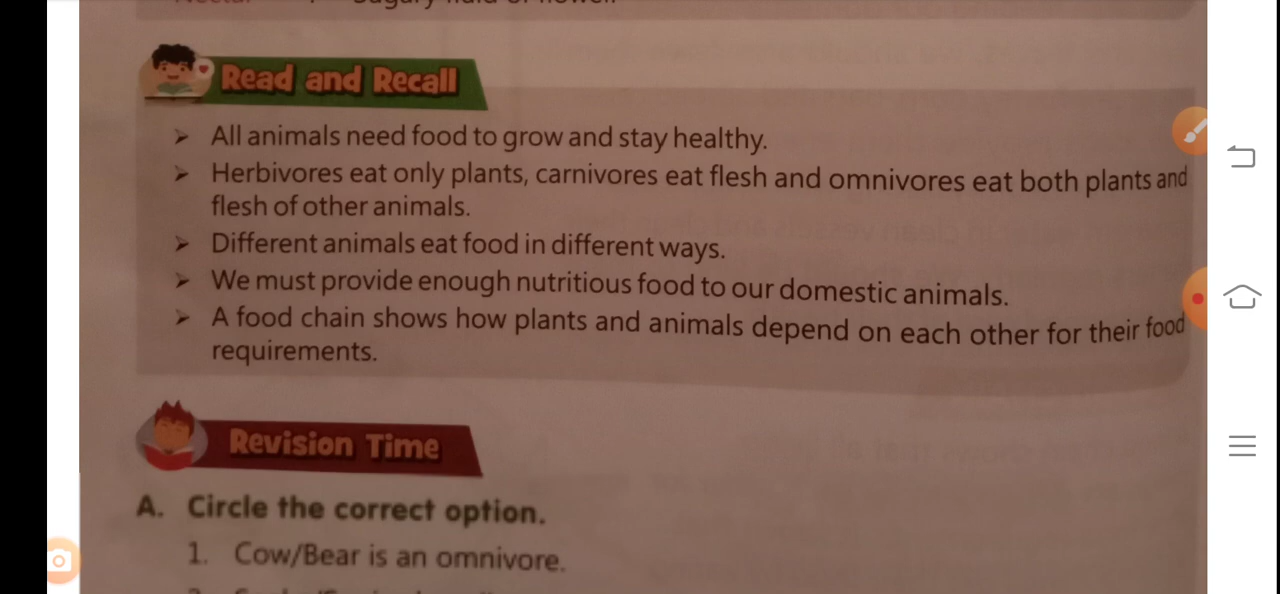 Read and Recall
➤ All animals need food to grow and stay healthy.
➤ Herbivores eat only plants, carnivores eat flesh and omnivores eat both plants and
flesh of other animals.
➤ Different animals eat food in different ways.
➤ We must provide enough nutritious food to our domestic animals.
➤ A food chain shows how plants and animals depend on each other for their food
requirements.
Revision Time
A. Circle the correct option.
1. Cow/Bear is an omnivore.